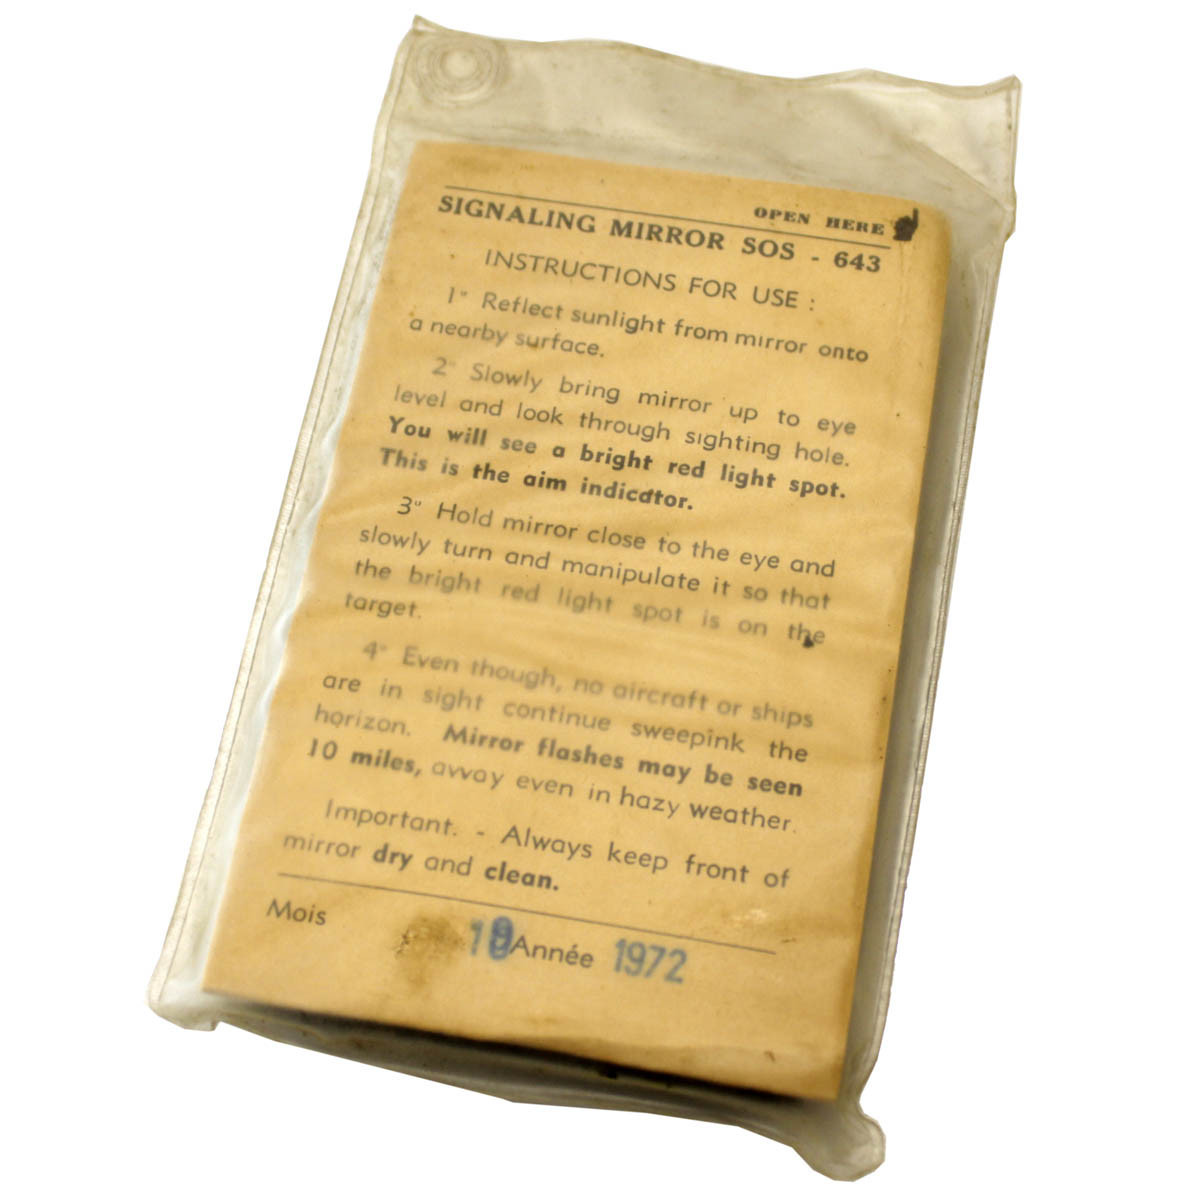 OPEN HERE
SIGNALING MIRROR SOS - 643
INSTRUCTIONS FOR USE :
1° Reflect sunlight from mirror onto
a nearby surface.
2° Slowly bring mirror up to eye
level and look through sighting hole.
You will see a bright red light spot.
This is the aim indicator.
3° Hold mirror close to the eye and
slowly turn and manipulate it so that
the bright red light spot is on the
target.
4° Even though, no aircraft or ships
are in sight continue sweepink the
horizon. Mirror flashes may be seen
10 miles, avvay even in hazy weather.
Important. - Always keep front of
mirror dry and clean.
Mois Année 1972